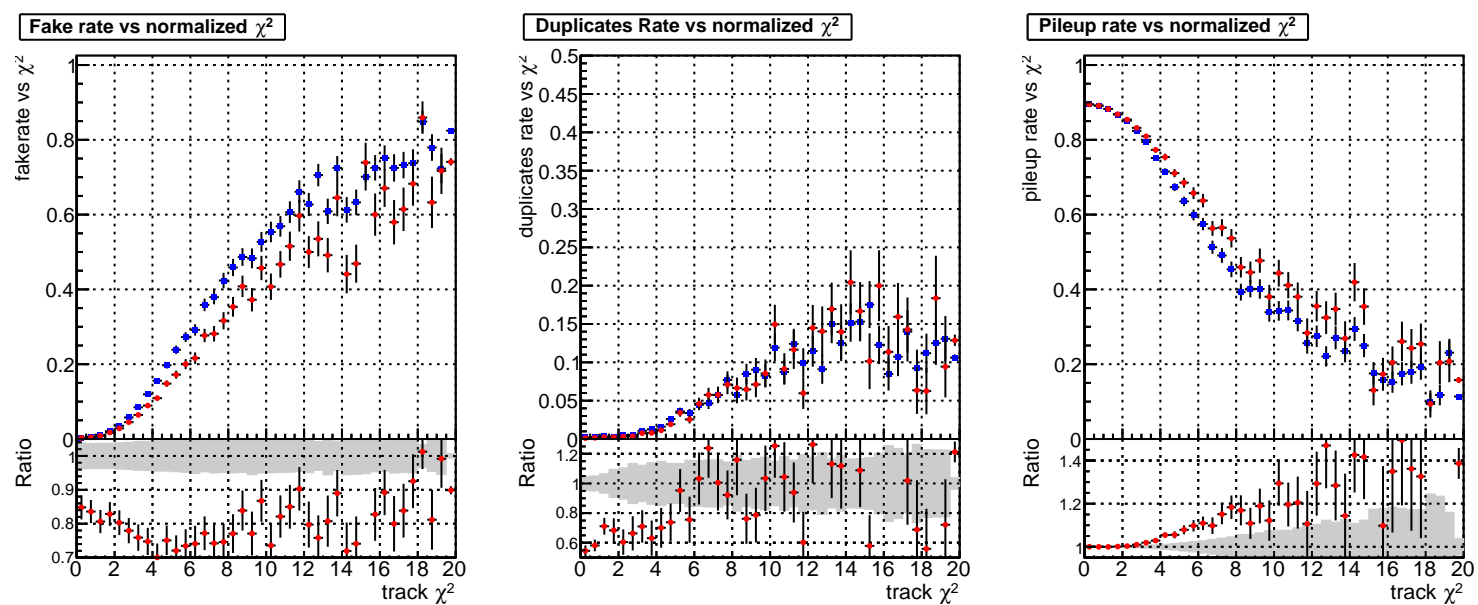 Fake rate vs normalized χ²
fakerate vs χ²
1
0.8
0.6
0.4
0.2
0
Ratio
1
0.9
0.8
0.7
0 2 4 6 8 10 12 14 16 18 20
track χ²
Duplicates Rate vs normalized χ²
duplicates rate vs χ²
0.5
0.45
0.4
0.35
0.3
0.25
0.2
0.15
0.1
0.05
0
Ratio
1.2
1
0.8
0.6
0 2 4 6 8 10 12 14 16 18 20
track χ²
Pileup rate vs normalized χ²
pileup rate vs χ²
1
0.8
0.6
0.4
0.2
0
Ratio
1.4
1.2
1
0 2 4 6 8 10 12 14 16 18 20
track χ²